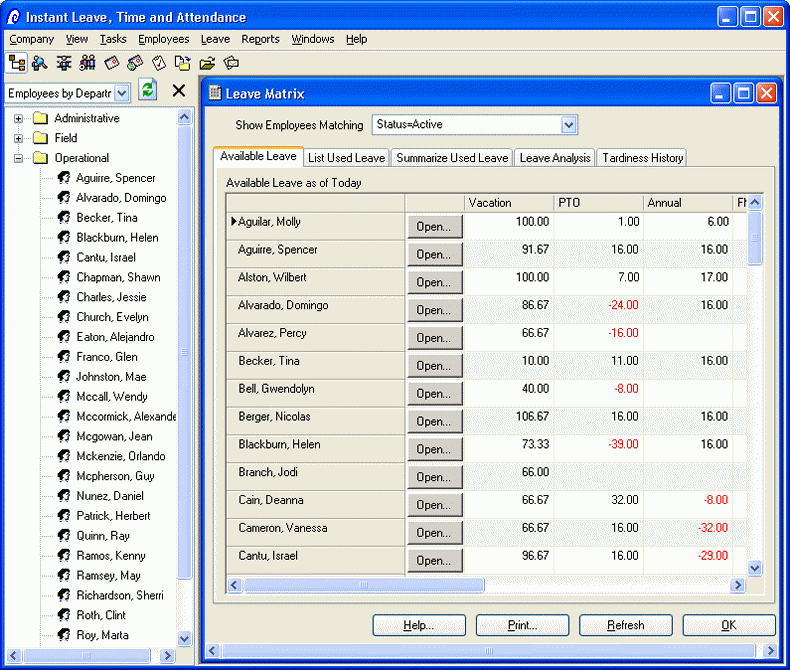 Instant Leave, Time and Attendance
Company View Tasks Employees Leave Reports Windows Help
Employees by Departr
Administrative
Field
Operational
Aguirre, Spencer
Alvarado, Domingo
Becker, Tina
Blackburn, Helen
Cantu, Israel
Chapman, Shawn
Charles, Jessie
Church, Evelyn
Eaton, Alejandro
Franco, Glen
Johnston, Mae
Mccall, Wendy
Mccormick, Alexande
Mcgowan, Jean
Mckenzie, Orlando
Mcpherson, Guy
Nunez, Daniel
Patrick, Herbert
Quinn, Ray
Ramos, Kenny
Ramsey, May
Richardson, Sherri
Roth, Clint
Roy, Marta
Leave Matrix
Show Employees Matching Status=Active
Available Leave List Used Leave Summarize Used Leave Leave Analysis Tardiness History
Available Leave as of Today
Vacation PTO Annual
Aguilar, Molly Open... 100.00 1.00 6.00
Aguirre, Spencer Open... 91.67 16.00 16.00
Alston, Wilbert Open... 100.00 7.00 17.00
Alvarado, Domingo Open... 86.67 -24.00 16.00
Alvarez, Percy Open... 66.67 -16.00
Becker, Tina Open... 10.00 11.00 16.00
Bell, Gwendolyn Open... 40.00 -8.00
Berger, Nicolas Open... 106.67 16.00 16.00
Blackburn, Helen Open... 73.33 -39.00 16.00
Branch, Jodi Open... 66.00
Cain, Deanna Open... 66.67 32.00 -8.00
Cameron, Vanessa Open... 66.67 16.00 -32.00
Cantu, Israel Open... 96.67 16.00 -29.00
Help... Print... Refresh OK